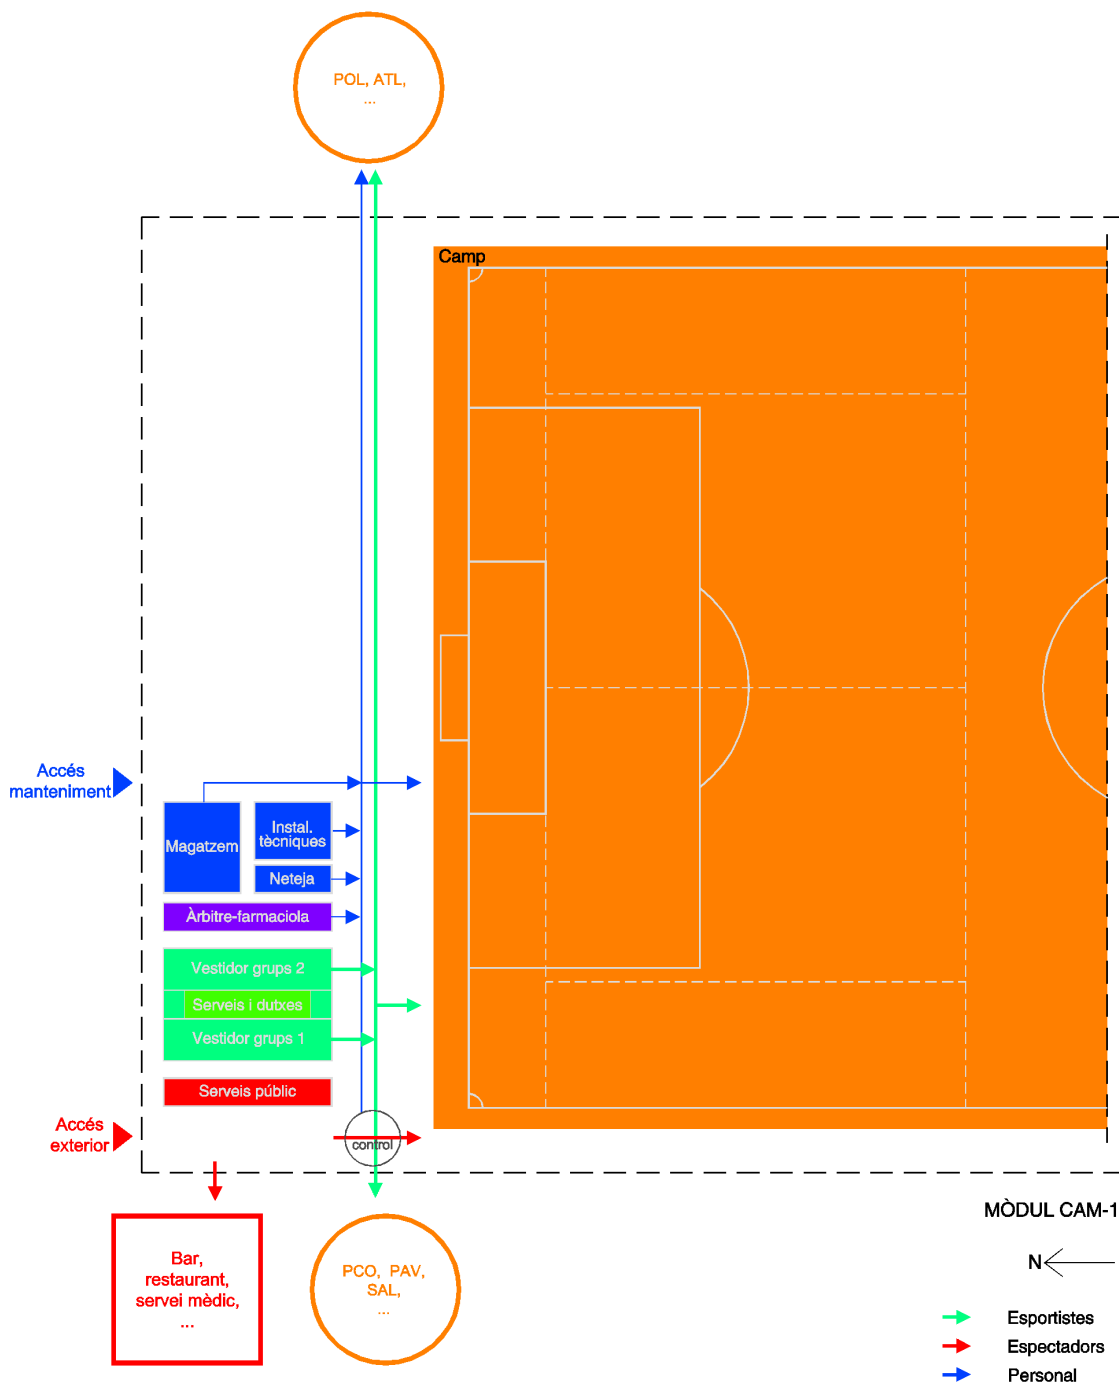 POL, ATL,
...
Camp
Accés
manteniment
Magatzem
Instal.
tècniques
Neteja
Àrbitre-farmaciola
Vestidor grups 2
Serveis i dutxes
Vestidor grups 1
Serveis públic
Accés
exterior
control
Bar,
restaurant,
servei mèdic,
...
PCO, PAV,
SAL,
...
MÒDUL CAM-1
N
Esportistes
Espectadors
Personal